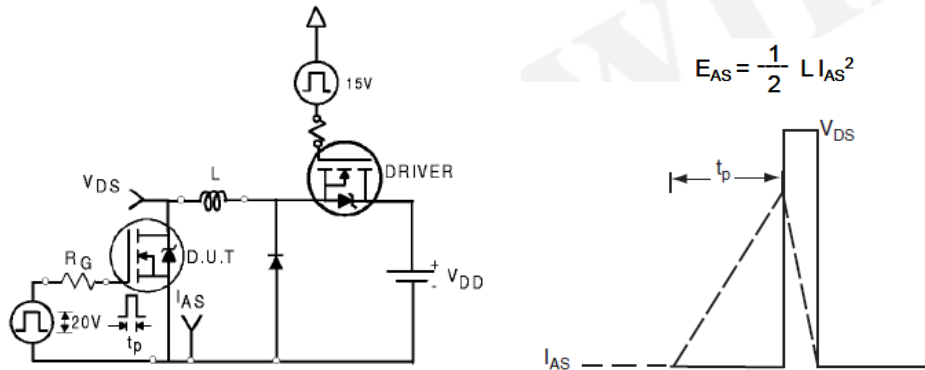 15V
DRIVER
L
VDS
D.U.T
RG
IAS
+
-
VDD
20V
tp
EAS = 1/2 L IAS²
VDS
tp
IAS